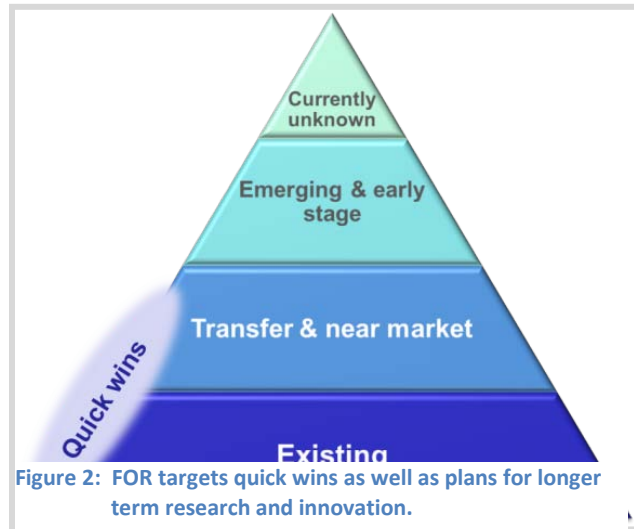 Currently
unknown
Emerging & early
stage
Transfer & near market
Quick wins
Existing
Figure 2: FOR targets quick wins as well as plans for longer
term research and innovation.